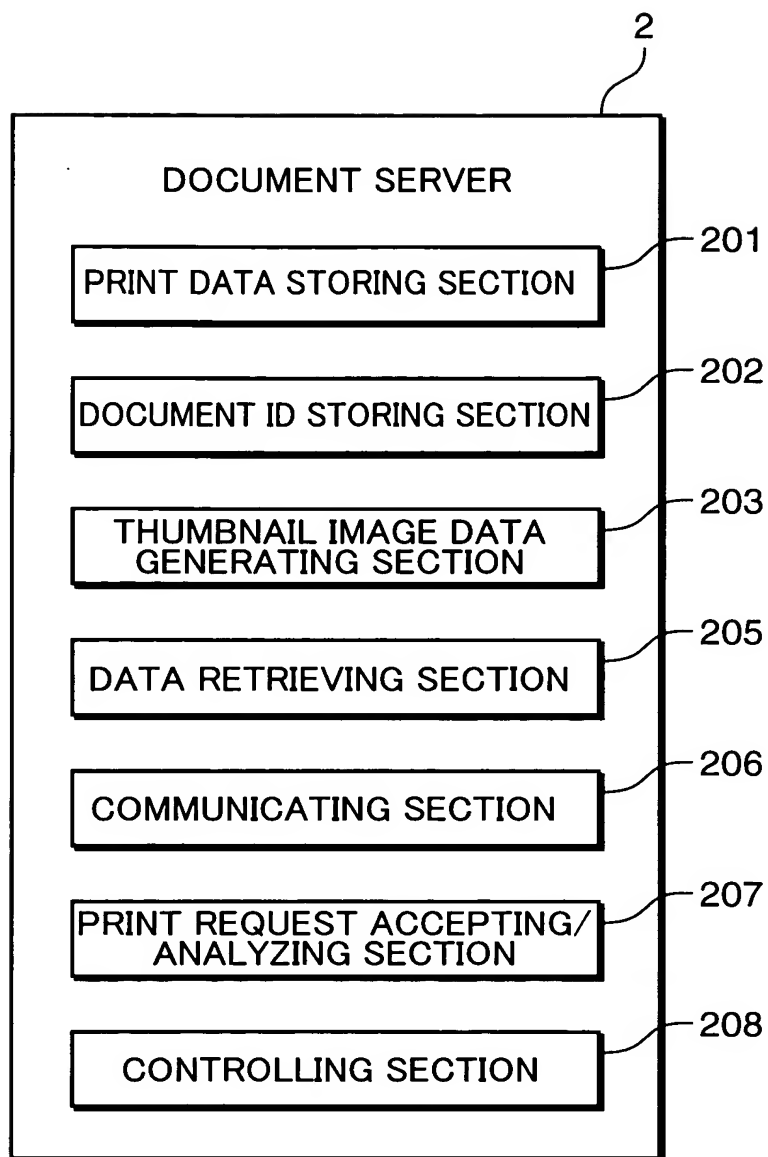 2
DOCUMENT SERVER
PRINT DATA STORING SECTION
201
DOCUMENT ID STORING SECTION
202
THUMBNAIL IMAGE DATA
GENERATING SECTION
203
DATA RETRIEVING SECTION
205
COMMUNICATING SECTION
206
PRINT REQUEST ACCEPTING/
ANALYZING SECTION
207
CONTROLLING SECTION
208